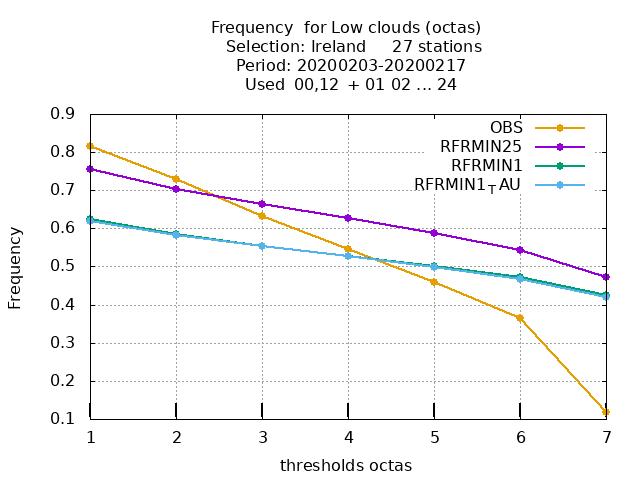 Frequency  for Low clouds (octas)
Selection: Ireland     27 stations
Period: 20200203-20200217
Used  00,12  + 01 02 ... 24
0.9
0.8
0.7
0.6
0.5
0.4
0.3
0.2
0.1
Frequency
OBS
RFRMIN25
RFRMIN1
RFRMIN1TAU
1 2 3 4 5 6 7
thresholds octas